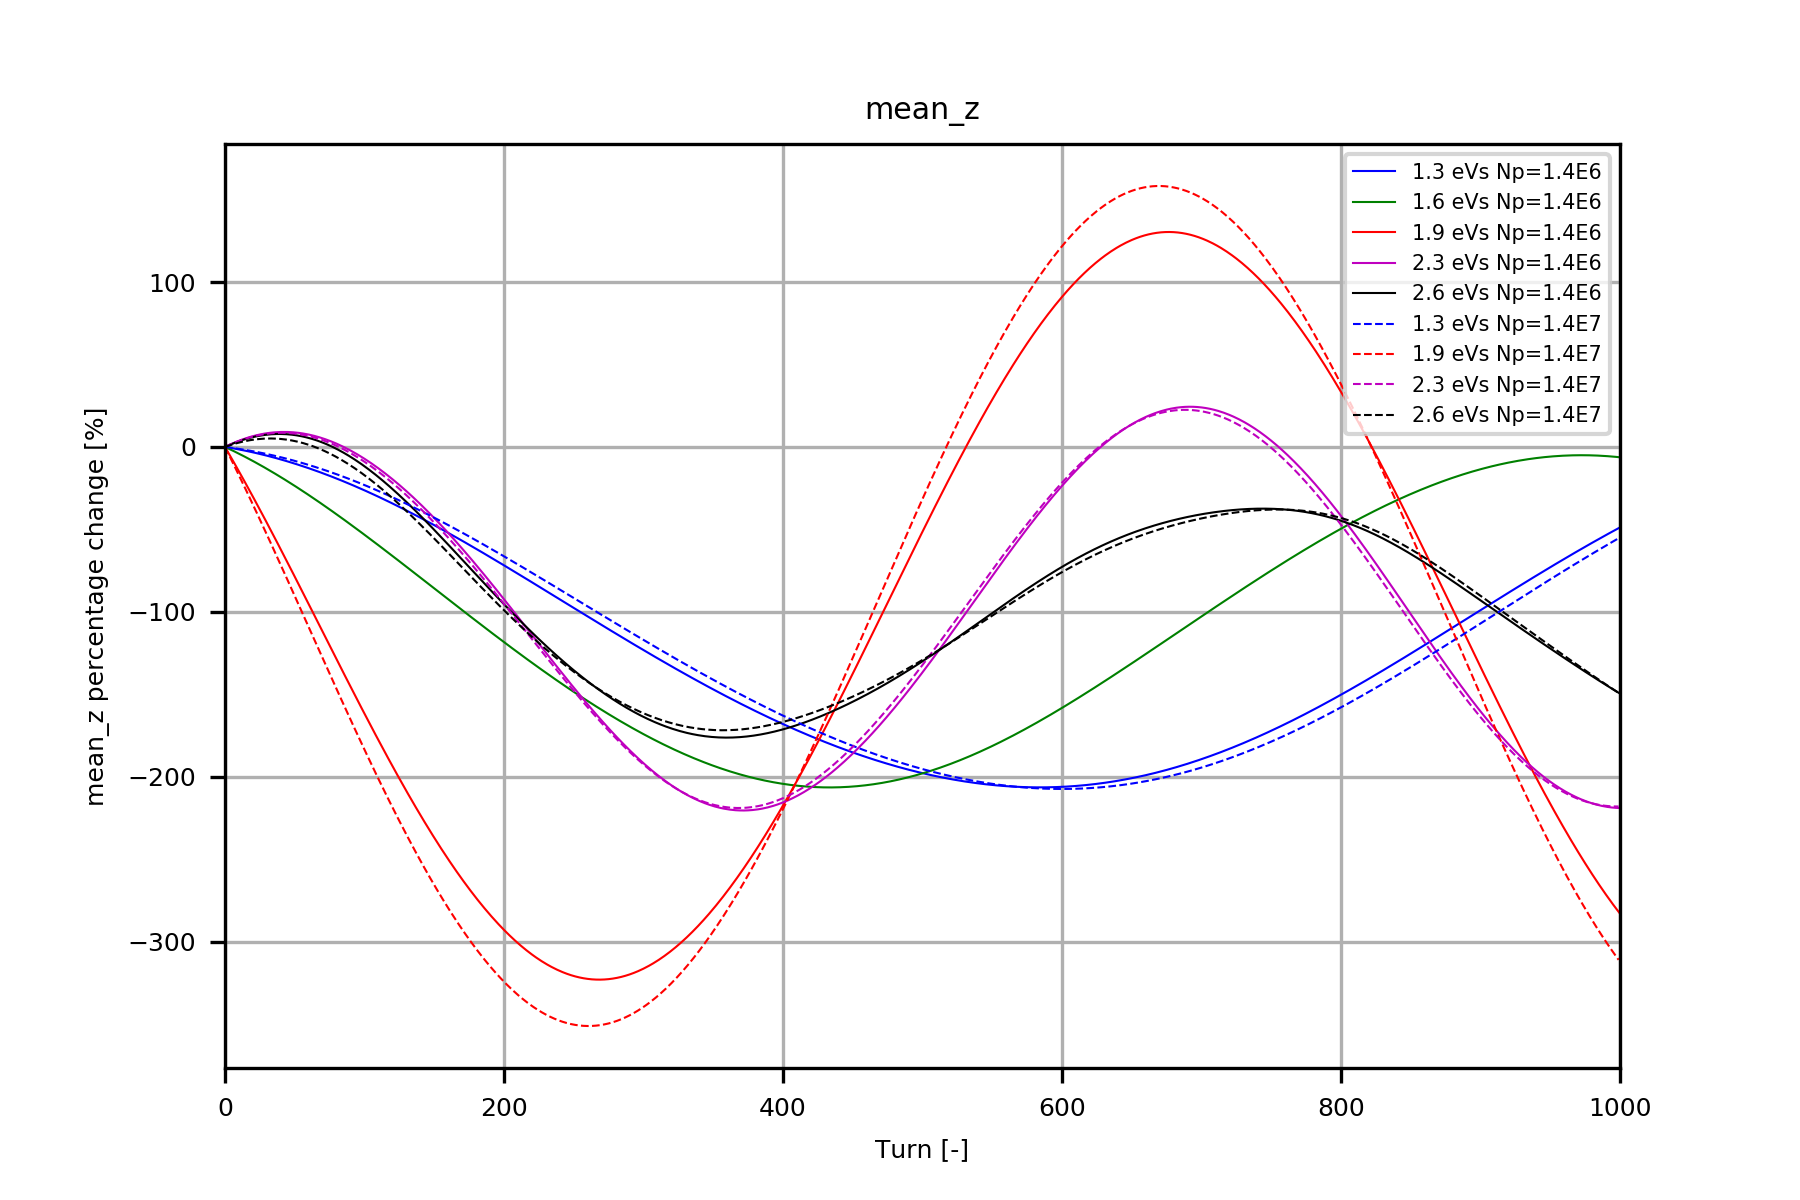 mean_z
1.3 eVs Np=1.4E6
1.6 eVs Np=1.4E6
1.9 eVs Np=1.4E6
2.3 eVs Np=1.4E6
2.6 eVs Np=1.4E6
1.3 eVs Np=1.4E7
1.9 eVs Np=1.4E7
2.3 eVs Np=1.4E7
2.6 eVs Np=1.4E7
mean_z percentage change [%]
100
0
−100
−200
−300
0 200 400 600 800 1000
Turn [-]